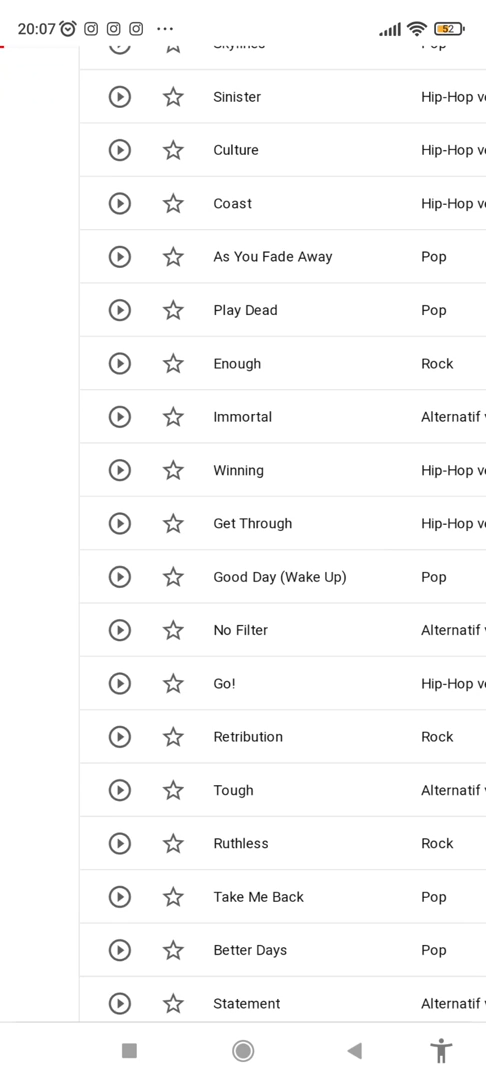 20:07
52
Sinister Hip-Hop v
Culture Hip-Hop v
Coast Hip-Hop v
As You Fade Away Pop
Play Dead Pop
Enough Rock
Immortal Alternatif
Winning Hip-Hop v
Get Through Hip-Hop v
Good Day (Wake Up) Pop
No Filter Alternatif
Go! Hip-Hop v
Retribution Rock
Tough Alternatif
Ruthless Rock
Take Me Back Pop
Better Days Pop
Statement Alternatif